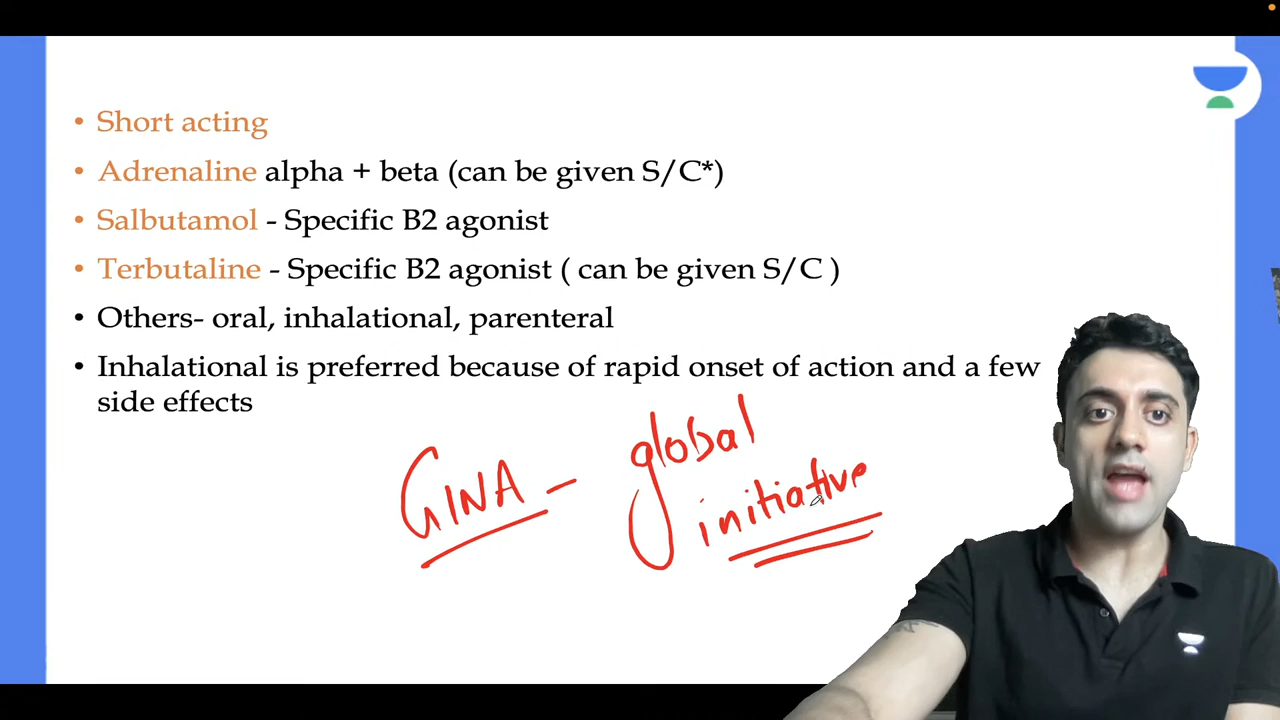 • Short acting
• Adrenaline alpha + beta (can be given S/C*)
• Salbutamol - Specific B2 agonist
• Terbutaline - Specific B2 agonist ( can be given S/C )
• Others- oral, inhalational, parenteral
• Inhalational is preferred because of rapid onset of action and a few
side effects
GINA - global
initiative